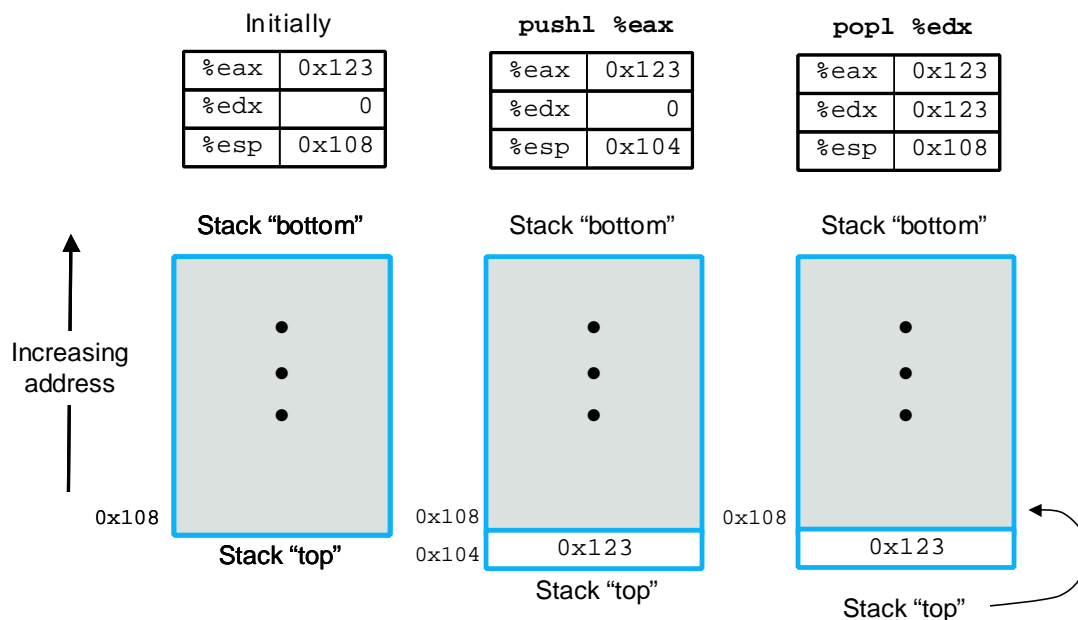 Initially
pushl %eax
popl %edx
%eax 0x123
%edx 0
%esp 0x108
%eax 0x123
%edx 0
%esp 0x104
%eax 0x123
%edx 0x123
%esp 0x108
Stack “bottom”
Stack “bottom”
Stack “bottom”
Increasing
address
0x108
Stack “top”
0x108
0x104
0x123
Stack “top”
0x108
0x123
Stack “top”